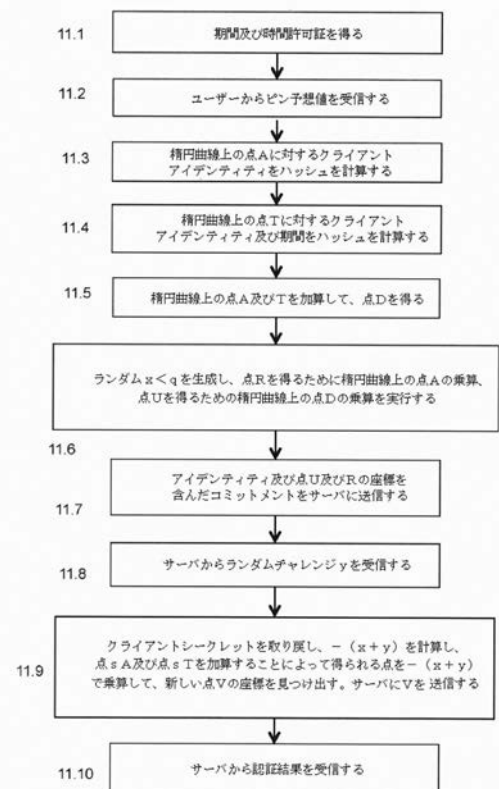 11.1
期間及び時間許可証を得る
11.2
ユーザーからピン予想値を受信する
11.3
楕円曲線上の点Aに対するクライアント
アイデンティティをハッシュを計算する
11.4
楕円曲線上の点Tに対するクライアント
アイデンティティ及び期間をハッシュを計算する
11.5
楕円曲線上の点A及びTを加算して、点Dを得る
ランダムx<qを生成し、点Rを得るために楕円曲線上の点Aの乗算、
点Uを得るための楕円曲線上の点Dの乗算を実行する
11.6
アイデンティティ及び点U及びRの座標を
含んだコミットメントをサーバに送信する
11.7
サーバからランダムチャレンジyを受信する
11.8
クライアントシークレットを取り戻し、-(x+y)を計算し、
点sA及び点sTを加算することによって得られる点を-(x+y)
で乗算して、新しい点Vの座標を見つけ出す。サーバにVを送信する
11.9
サーバから認証結果を受信する
11.10